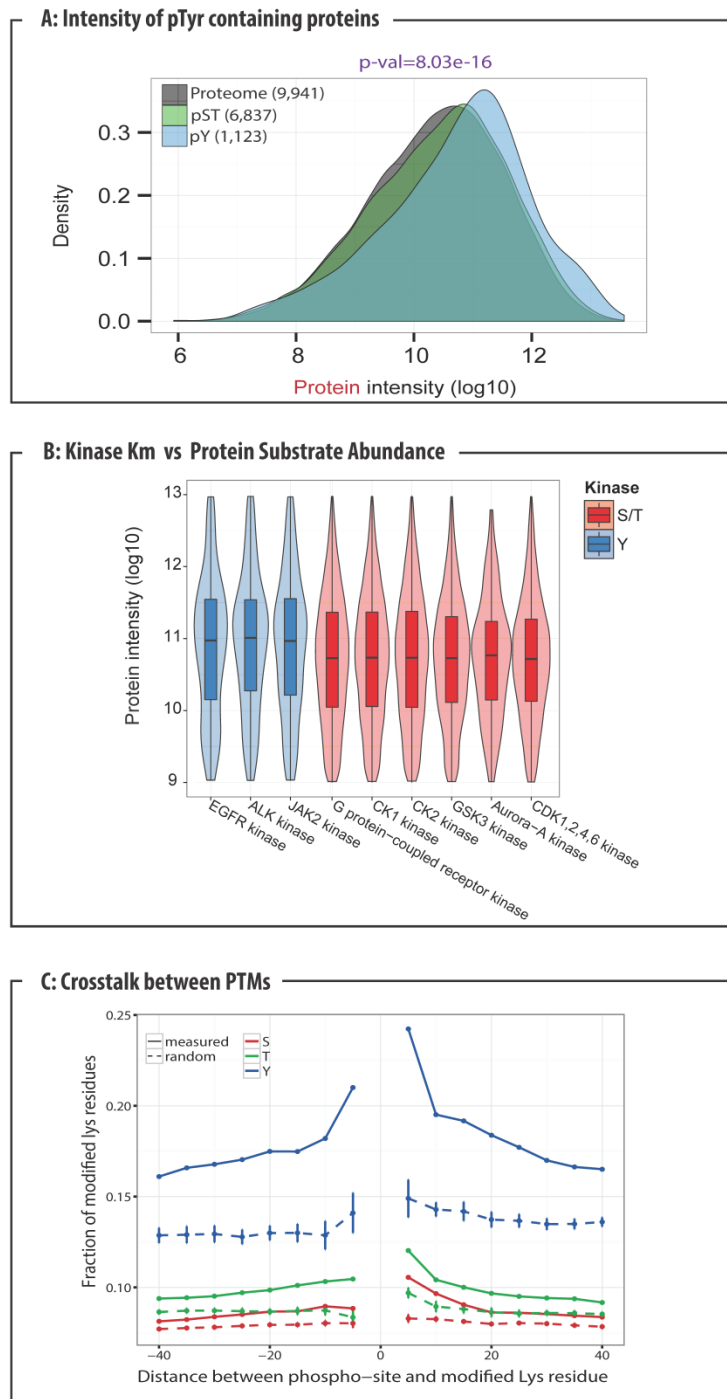 A: Intensity of pTyr containing proteins
p-val=8.03e-16
Proteome (9,941)
pST (6,837)
pY (1,123)
0.3
0.2
0.1
0.0
Density
6 8 10 12
Protein intensity (log10)
B: Kinase Km vs Protein Substrate Abundance
13
12
11
10
9
Protein intensity (log10)
Kinase
S/T
Y
EGFR kinase
ALK kinase
JAK2 kinase
G protein−coupled receptor kinase
CK1 kinase
CK2 kinase
GSK3 kinase
Aurora−A kinase
CDK1,2,4,6 kinase
C: Crosstalk between PTMs
0.25
0.20
0.15
0.10
Fraction of modified lys residues
measured
random
S
T
Y
−40 −20 0 20 40
Distance between phospho−site and modified Lys residue